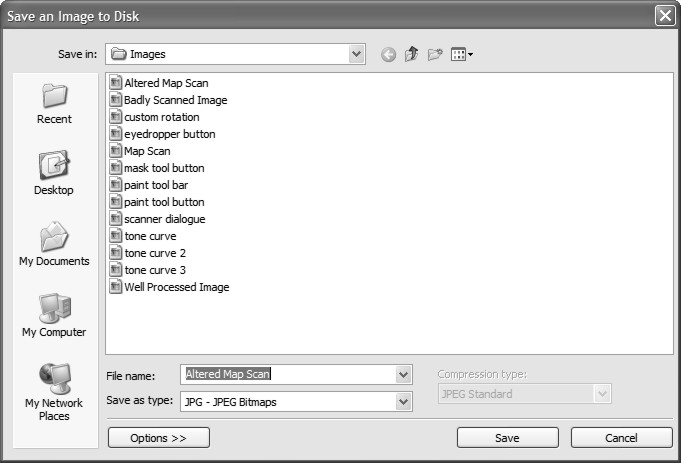 Save an Image to Disk
Save in:
Images
Recent
Desktop
My Documents
My Computer
My Network
Places
Altered Map Scan
Badly Scanned Image
custom rotation
eyedropper button
Map Scan
mask tool button
paint tool bar
paint tool button
scanner dialogue
tone curve
tone curve 2
tone curve 3
Well Processed Image
File name:
Altered Map Scan
Compression type:
Save as type:
JPG - JPEG Bitmaps
JPEG Standard
Options >>
Save
Cancel